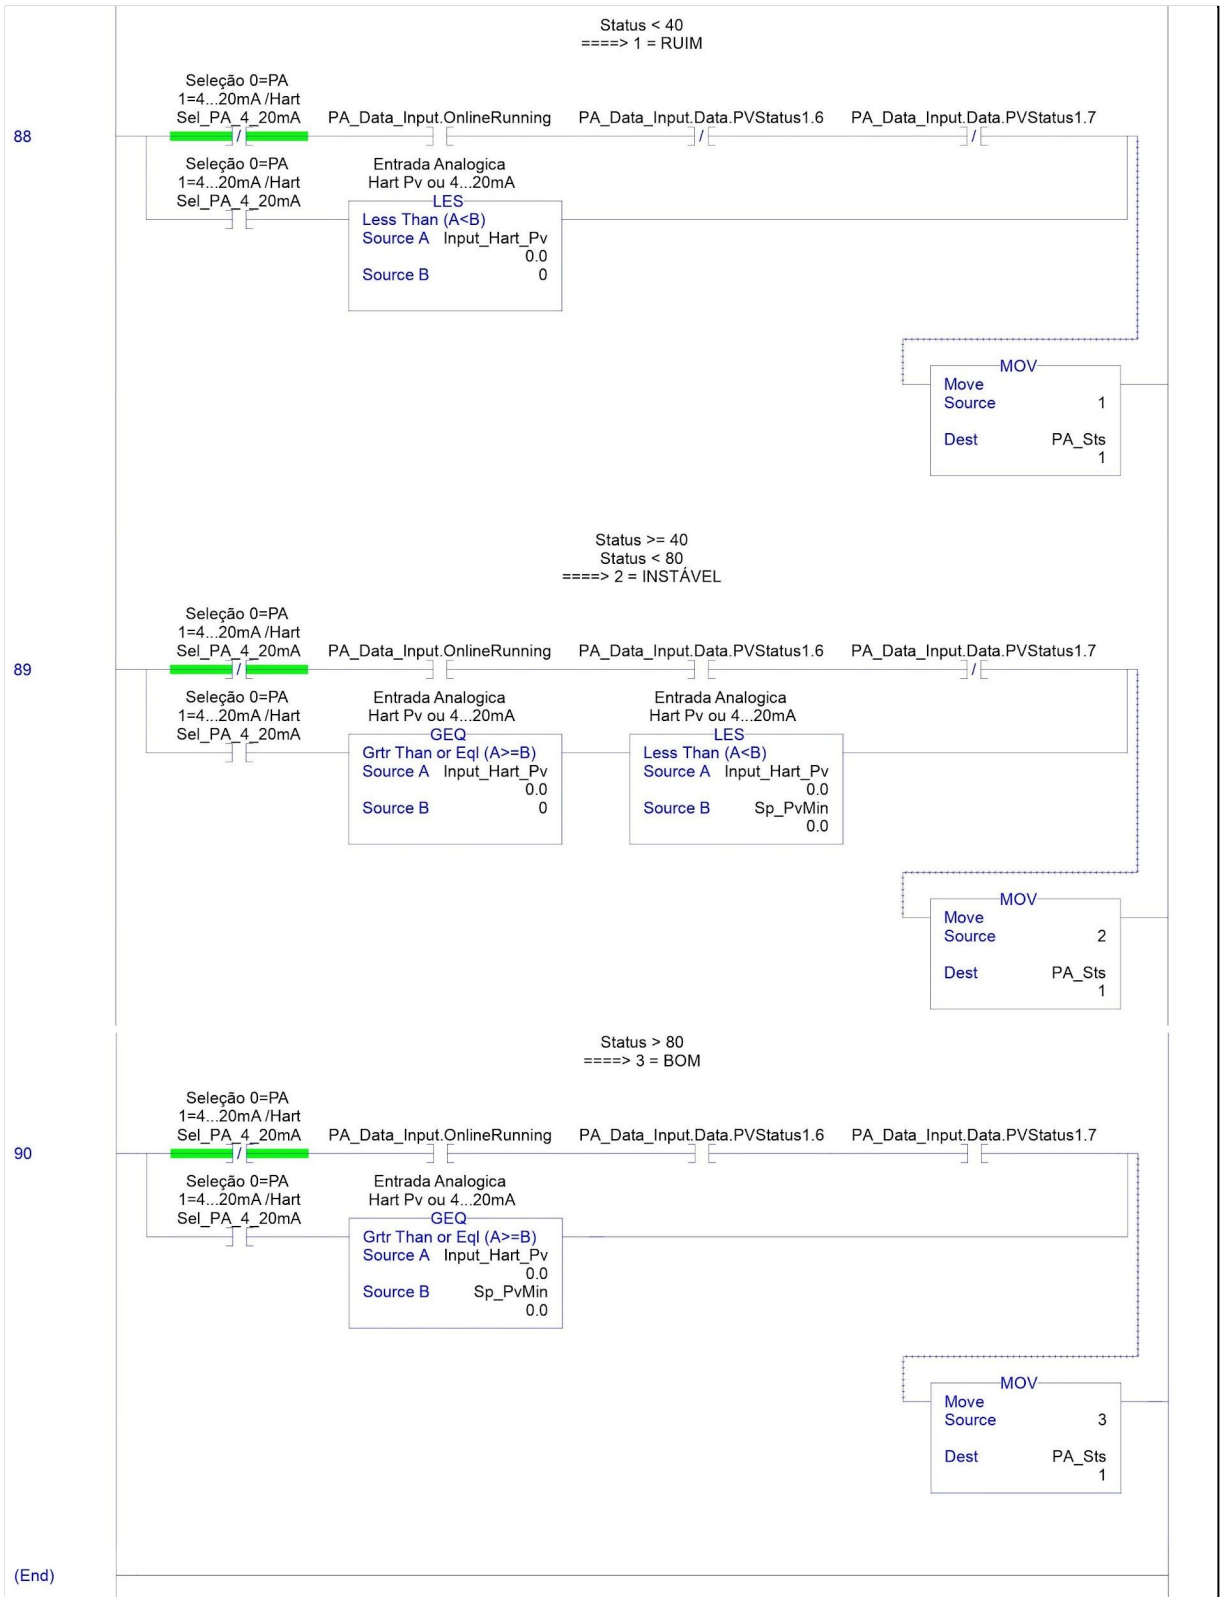 Status < 40
====> 1 = RUIM
Seleção 0=PA
1=4...20mA /Hart
Sel_PA_4_20mA PA_Data_Input.OnlineRunning PA_Data_Input.Data.PVStatus1.6 PA_Data_Input.Data.PVStatus1.7
88
/ / /
Seleção 0=PA
1=4...20mA /Hart
Sel_PA_4_20mA
Entrada Analogica
Hart Pv ou 4...20mA
LES
Less Than (A<B)
Source A Input_Hart_Pv
0.0
Source B 0
MOV
Move
Source 1
Dest PA_Sts
1
Status >= 40
Status < 80
====> 2 = INSTÁVEL
Seleção 0=PA
1=4...20mA /Hart
Sel_PA_4_20mA PA_Data_Input.OnlineRunning PA_Data_Input.Data.PVStatus1.6 PA_Data_Input.Data.PVStatus1.7
89
/ /
Seleção 0=PA
1=4...20mA /Hart
Sel_PA_4_20mA
Entrada Analogica
Hart Pv ou 4...20mA
GEQ
Grtr Than or Eql (A>=B)
Source A Input_Hart_Pv
0.0
Source B 0
Entrada Analogica
Hart Pv ou 4...20mA
LES
Less Than (A<B)
Source A Input_Hart_Pv
0.0
Source B Sp_PvMin
0.0
MOV
Move
Source 2
Dest PA_Sts
1
Status > 80
====> 3 = BOM
Seleção 0=PA
1=4...20mA /Hart
Sel_PA_4_20mA PA_Data_Input.OnlineRunning PA_Data_Input.Data.PVStatus1.6 PA_Data_Input.Data.PVStatus1.7
90
/
Seleção 0=PA
1=4...20mA /Hart
Sel_PA_4_20mA
Entrada Analogica
Hart Pv ou 4...20mA
GEQ
Grtr Than or Eql (A>=B)
Source A Input_Hart_Pv
0.0
Source B Sp_PvMin
0.0
MOV
Move
Source 3
Dest PA_Sts
1
(End)